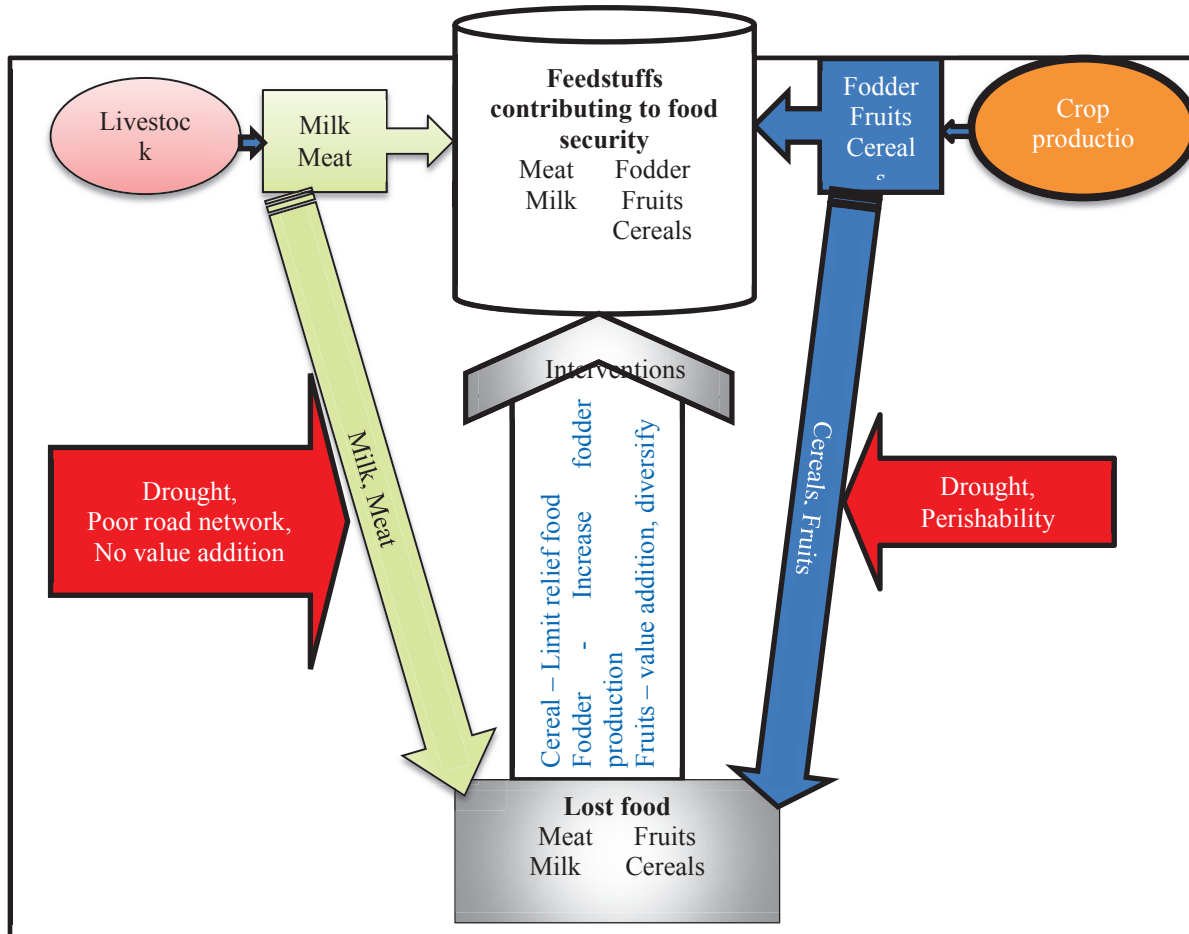 Livestoc
k
Milk
Meat
Feedstuffs
contributing to food
security
Meat Fodder
Milk Fruits
Cereals
Fodder
Fruits
Cereal
s
Crop
productio
Interventions
Cereal – Limit relief food
Fodder - Increase fodder
production
Fruits – value addition, diversify
Milk, Meat
Cereals. Fruits
Drought,
Poor road network,
No value addition
Drought,
Perishability
Lost food
Meat Fruits
Milk Cereals